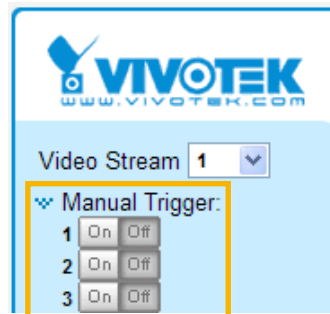 VIVOTEK
www.VIVOTEK.COM
Video Stream 1
Manual Trigger:
1 On Off
2 On Off
3 On Off